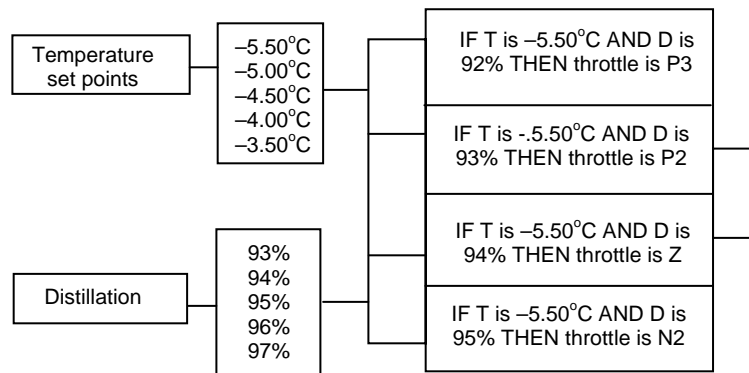 Temperature
set points
–5.50°C
–5.00°C
–4.50°C
–4.00°C
–3.50°C
IF T is –5.50°C AND D is
92% THEN throttle is P3
IF T is -.5.50°C AND D is
93% THEN throttle is P2
IF T is –5.50°C AND D is
94% THEN throttle is Z
IF T is –5.50°C AND D is
95% THEN throttle is N2
Distillation
93%
94%
95%
96%
97%